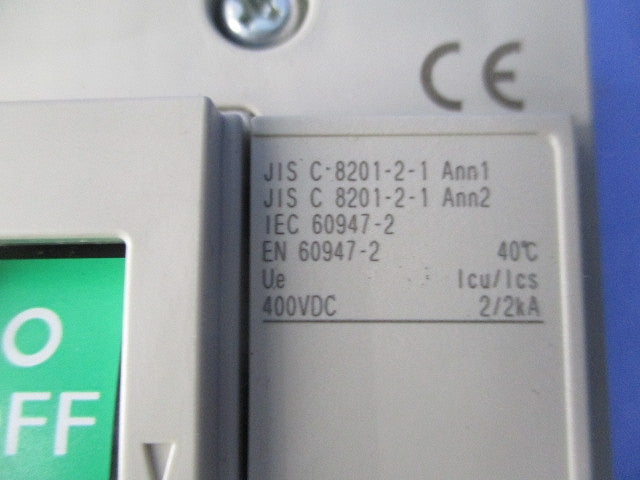 CE
JIS C 8201-2-1 Ann1
JIS C 8201-2-1 Ann2
IEC 60947-2
EN 60947-2 40℃
Ue Icu/Ics
400VDC 2/2kA
O
OFF